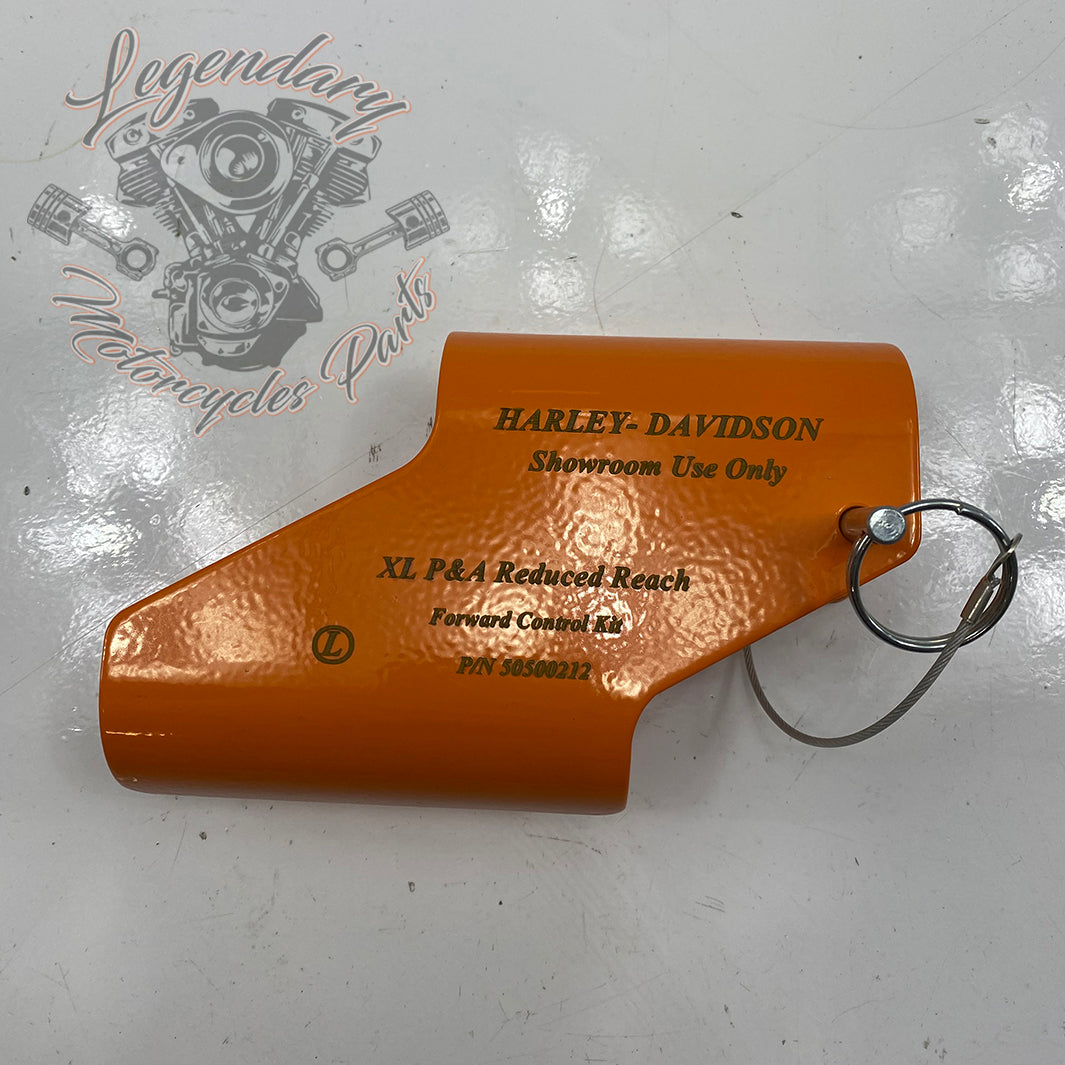 Legendary
Motorcycles Parts
HARLEY- DAVIDSON
Showroom Use Only
XL P&A Reduced Reach
Forward Control Kit
L
P/N 50500212